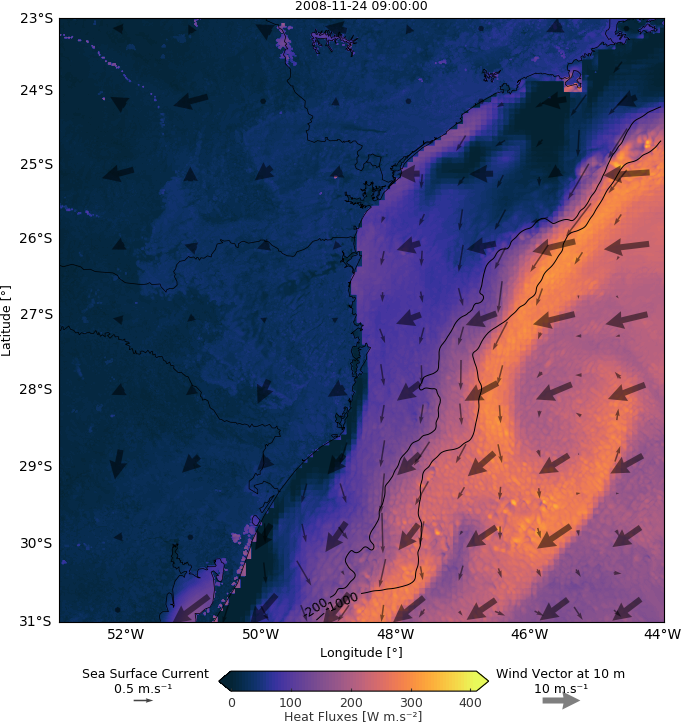 2008-11-24 09:00:00
23°S
24°S
25°S
26°S
27°S
28°S
29°S
30°S
31°S
Latitude [°]
200
1000
52°W
50°W
48°W
46°W
44°W
Longitude [°]
Sea Surface Current
0.5 m.s⁻¹
Wind Vector at 10 m
10 m.s⁻¹
0
100
200
300
400
Heat Fluxes [W m.s⁻²]